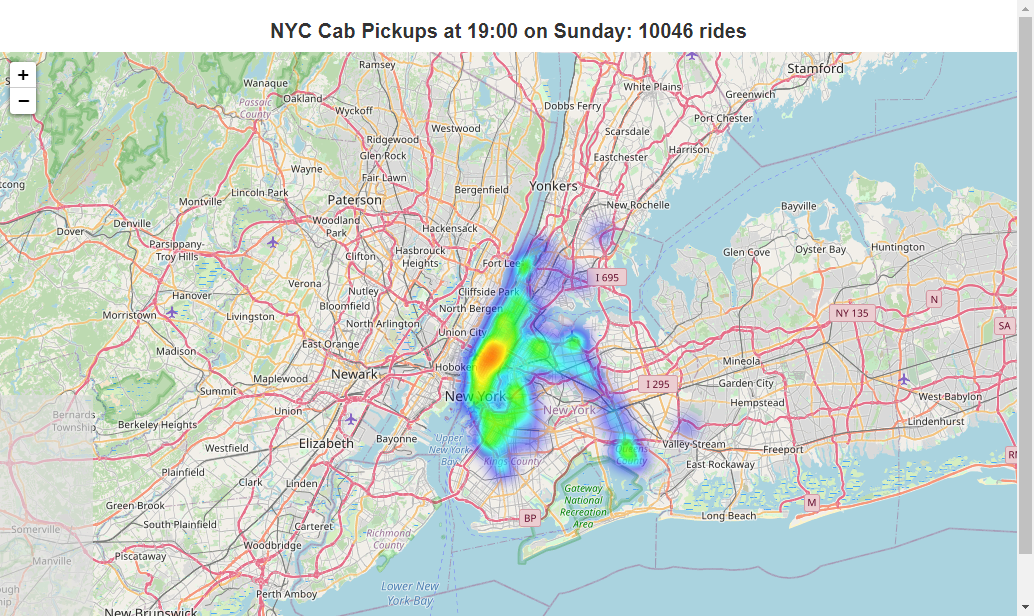 NYC Cab Pickups at 19:00 on Sunday: 10046 rides
+
−
Ramsey
Stamford
Wanaque
White Plains
Greenwich
Oakland
Passaic
County
Wyckoff
Dobbs Ferry
Port Chester
Westwood
Scarsdale
Ridgewood
Glen Rock
Harrison
Eastchester
Wayne
Fair Lawn
Lincoln Park
Bergenfield
Yonkers
Montville
Paterson
New Rochelle
Bayville
Denville
Woodland
Park
Hackensack
Dover
Parsippany-
Troy Hills
Hasbrouck
Heights
Glen Cove
Oyster Bay
Huntington
Clifton
Fort Lee
I 695
Verona
Nutley
Cliffside Park
Hanover
Bloomfield
North Bergen
N
NY 135
Morristown
Livingston
North Arlington
SA
Union City
East Orange
Madison
Mineola
Newark
Hoboken
Maplewood
I 295
Garden City
Summit
New York
West Babylon
Hempstead
Union
New York
Bernards
Township
Berkeley Heights
Lindenhurst
Elizabeth
Bayonne
Upper
New York
Bay
Valley Stream
Freeport
Westfield
Queens
County
Kings County
East Rockaway
Plainfield
Clark
Linden
Gateway
National
Recreation
Area
M
Green Brook
Long Beach
BP
South Plainfield
Carteret
Somerville
Richmond
County
Woodbridge
Piscataway
Manville
Lower New
York Bay
Perth Amboy
New Brunswick